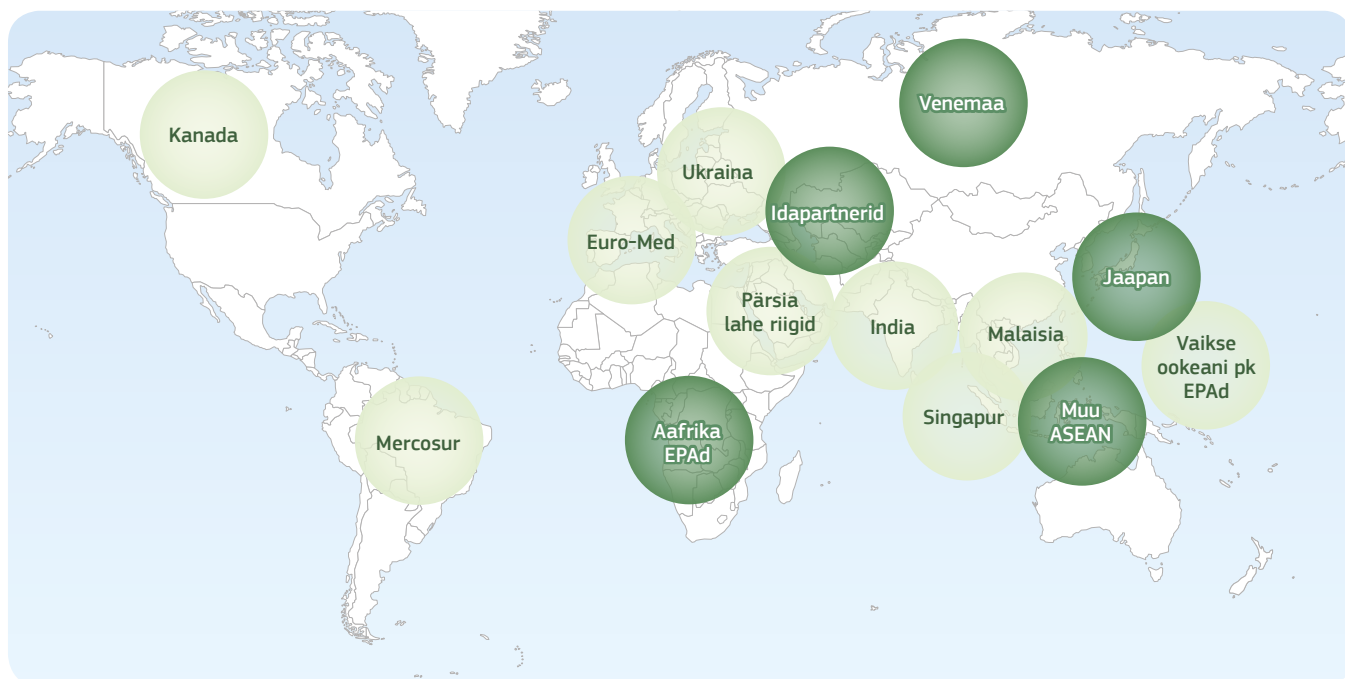 Venemaa
Kanada
Ukraina
Idapartnerid
Euro-Med
Jaapan
Pärsia
lahe riigid
India
Malaisia
Vaikse
ookeani pk
EPAd
Singapur
Muu
ASEAN
Aafrika
EPAd
Mercosur